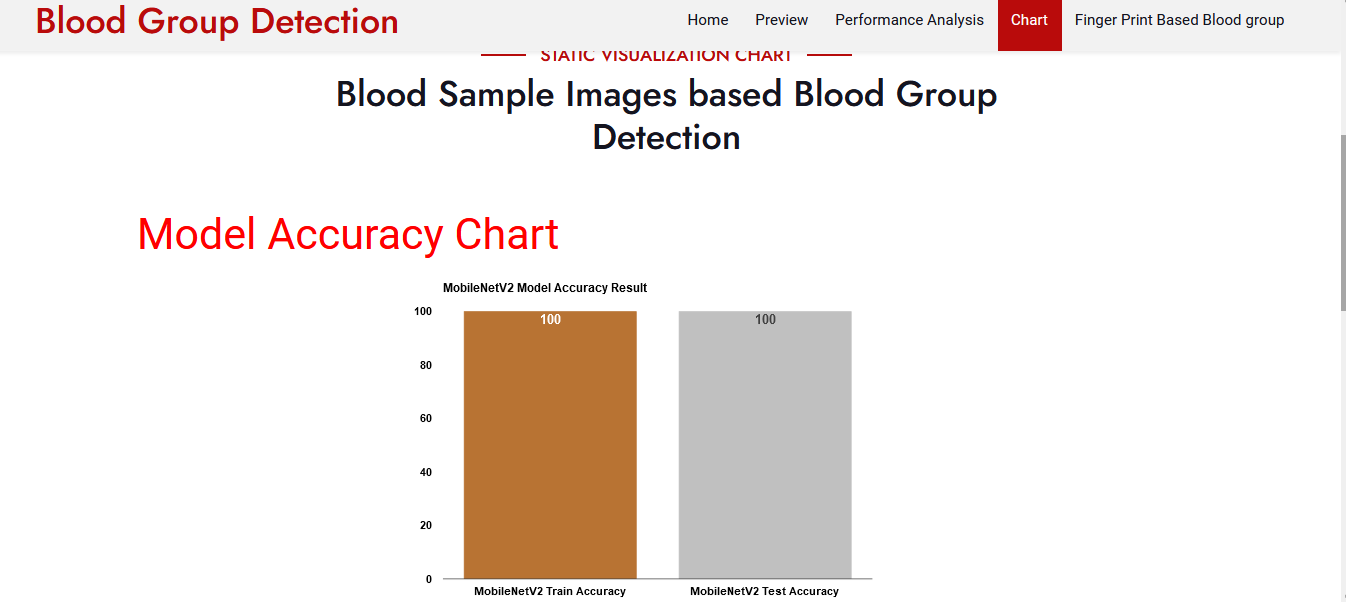 Blood Group Detection
Home Preview Performance Analysis Chart Finger Print Based Blood group
STATIC VISUALIZATION CHART
Blood Sample Images based Blood Group
Detection
Model Accuracy Chart
MobileNetV2 Model Accuracy Result
100
100 100
80
60
40
20
0
MobileNetV2 Train Accuracy MobileNetV2 Test Accuracy